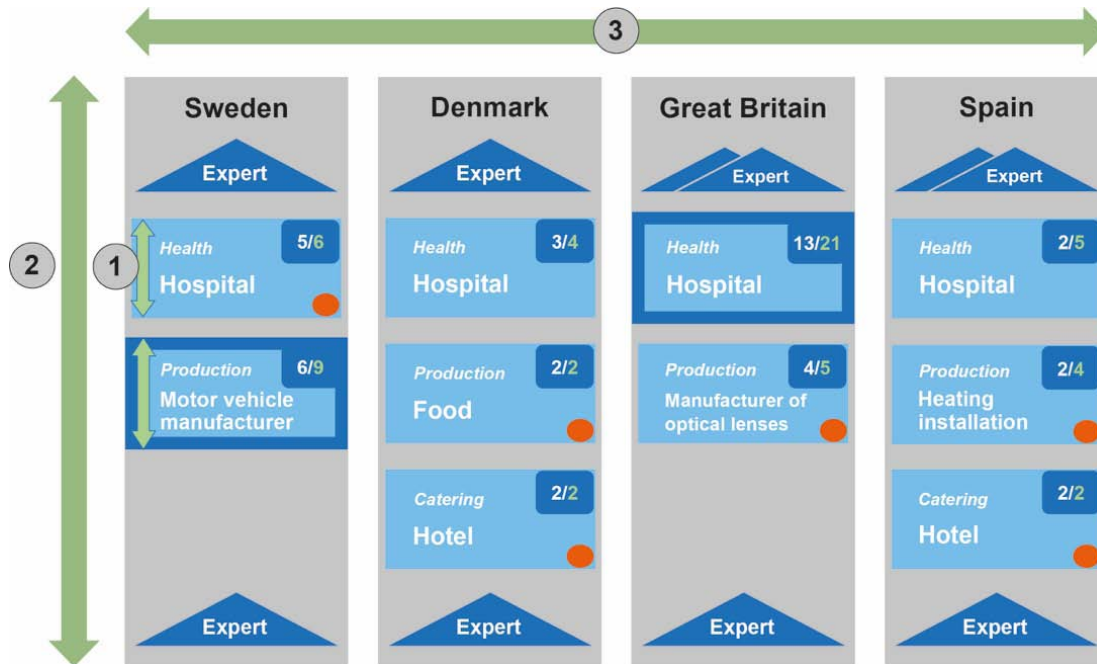 3
2
1
Sweden
Expert
Health
5/6
Hospital
Production
6/9
Motor vehicle
manufacturer
Expert
Denmark
Expert
Health
3/4
Hospital
Production
2/2
Food
Catering
2/2
Hotel
Expert
Great Britain
Expert
Health
13/21
Hospital
Production
4/5
Manufacturer of
optical lenses
Expert
Spain
Expert
Health
2/5
Hospital
Production
2/4
Heating
installation
Catering
2/2
Hotel
Expert